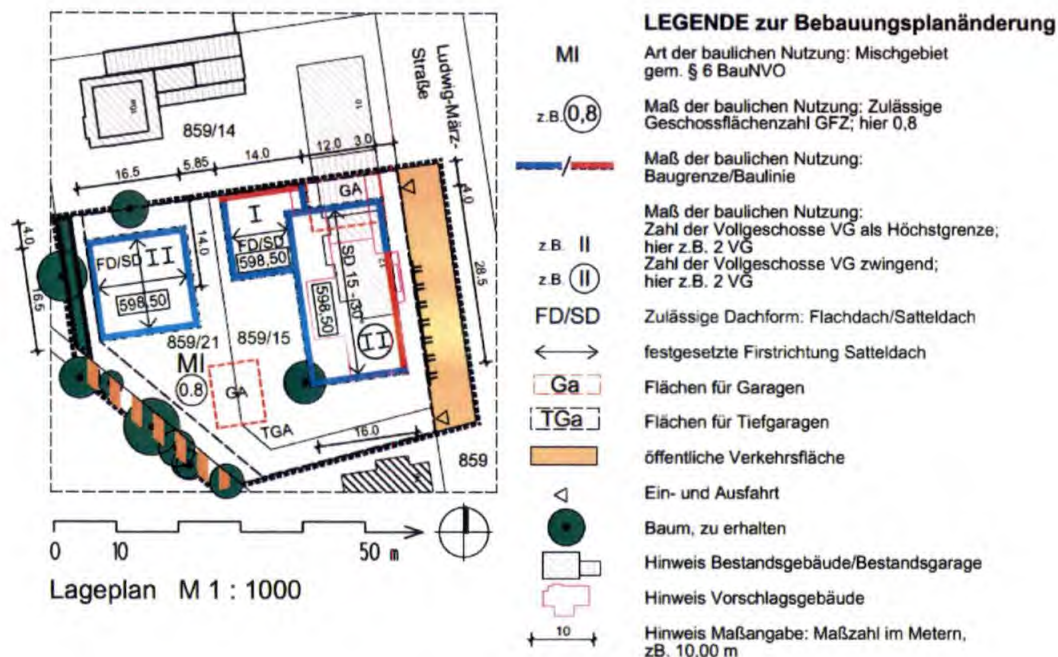 Ludwig-März-
Straße
859/14
16.5
5,85
14.0
12.0
3.0
4.0
GA
I
FD/SD
598,50
14.0
4.0
FD/SD II
598,50
SD 15 -30°
598,50
II
28.5
16.5
859/21
859/15
MI
0.8
GA
TGA
16.0
859
0 10 50 m
Lageplan M 1 : 1000
LEGENDE zur Bebauungsplanänderung
MI Art der baulichen Nutzung: Mischgebiet
gem. § 6 BauNVO
z.B. 0,8 Maß der baulichen Nutzung: Zulässige
Geschossflächenzahl GFZ; hier 0,8
/ Maß der baulichen Nutzung:
Baugrenze/Baulinie
Maß der baulichen Nutzung:
Zahl der Vollgeschosse VG als Höchstgrenze;
z.B. II hier z.B. 2 VG
Zahl der Vollgeschosse VG zwingend;
z.B. II hier z.B. 2 VG
FD/SD Zulässige Dachform: Flachdach/Satteldach
festgesetzte Firstrichtung Satteldach
Ga Flächen für Garagen
TGa Flächen für Tiefgaragen
öffentliche Verkehrsfläche
Ein- und Ausfahrt
Baum, zu erhalten
Hinweis Bestandsgebäude/Bestandsgarage
Hinweis Vorschlagsgebäude
10 Hinweis Maßangabe: Maßzahl im Metern,
zB. 10,00 m